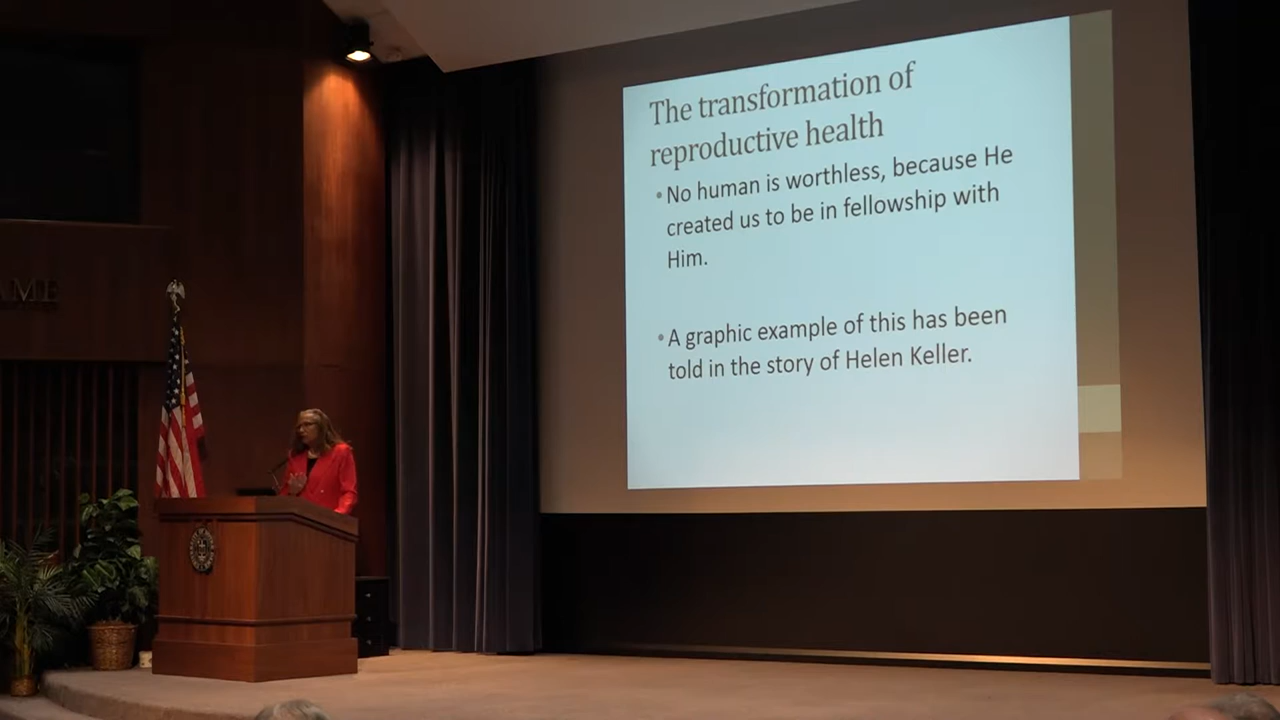 The transformation of
reproductive health
•No human is worthless, because He
created us to be in fellowship with
Him.
•A graphic example of this has been
told in the story of Helen Keller.
AME